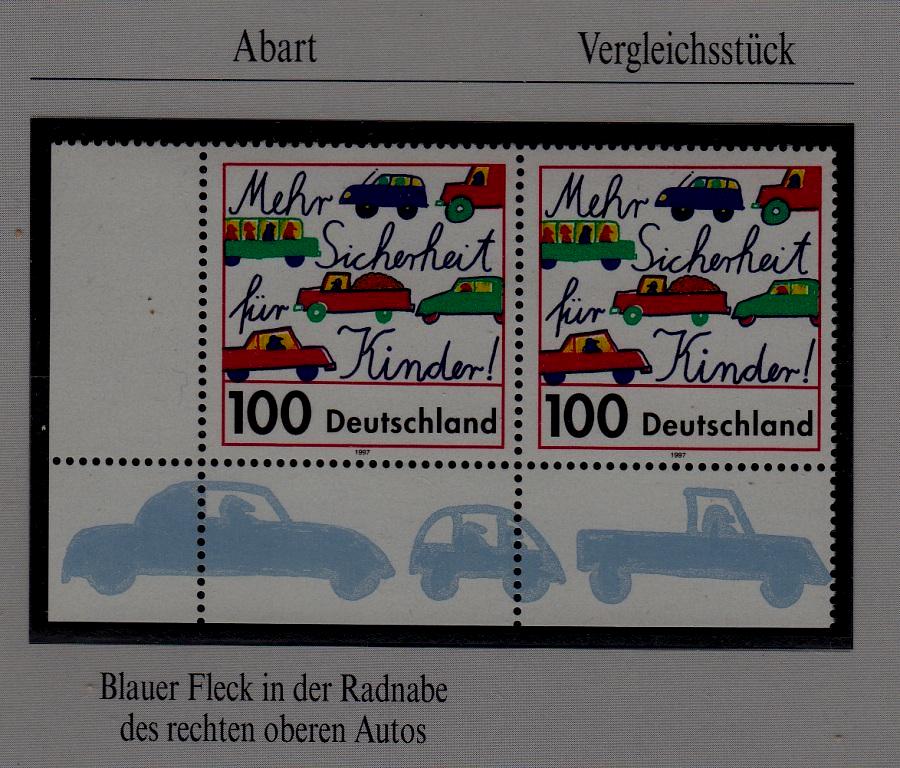 Abart Vergleichsstück
Mehr
Sicherheit
für
Kinder!
100 Deutschland
1997
Mehr
Sicherheit
für
Kinder!
100 Deutschland
1997
Blauer Fleck in der Radnabe
des rechten oberen Autos